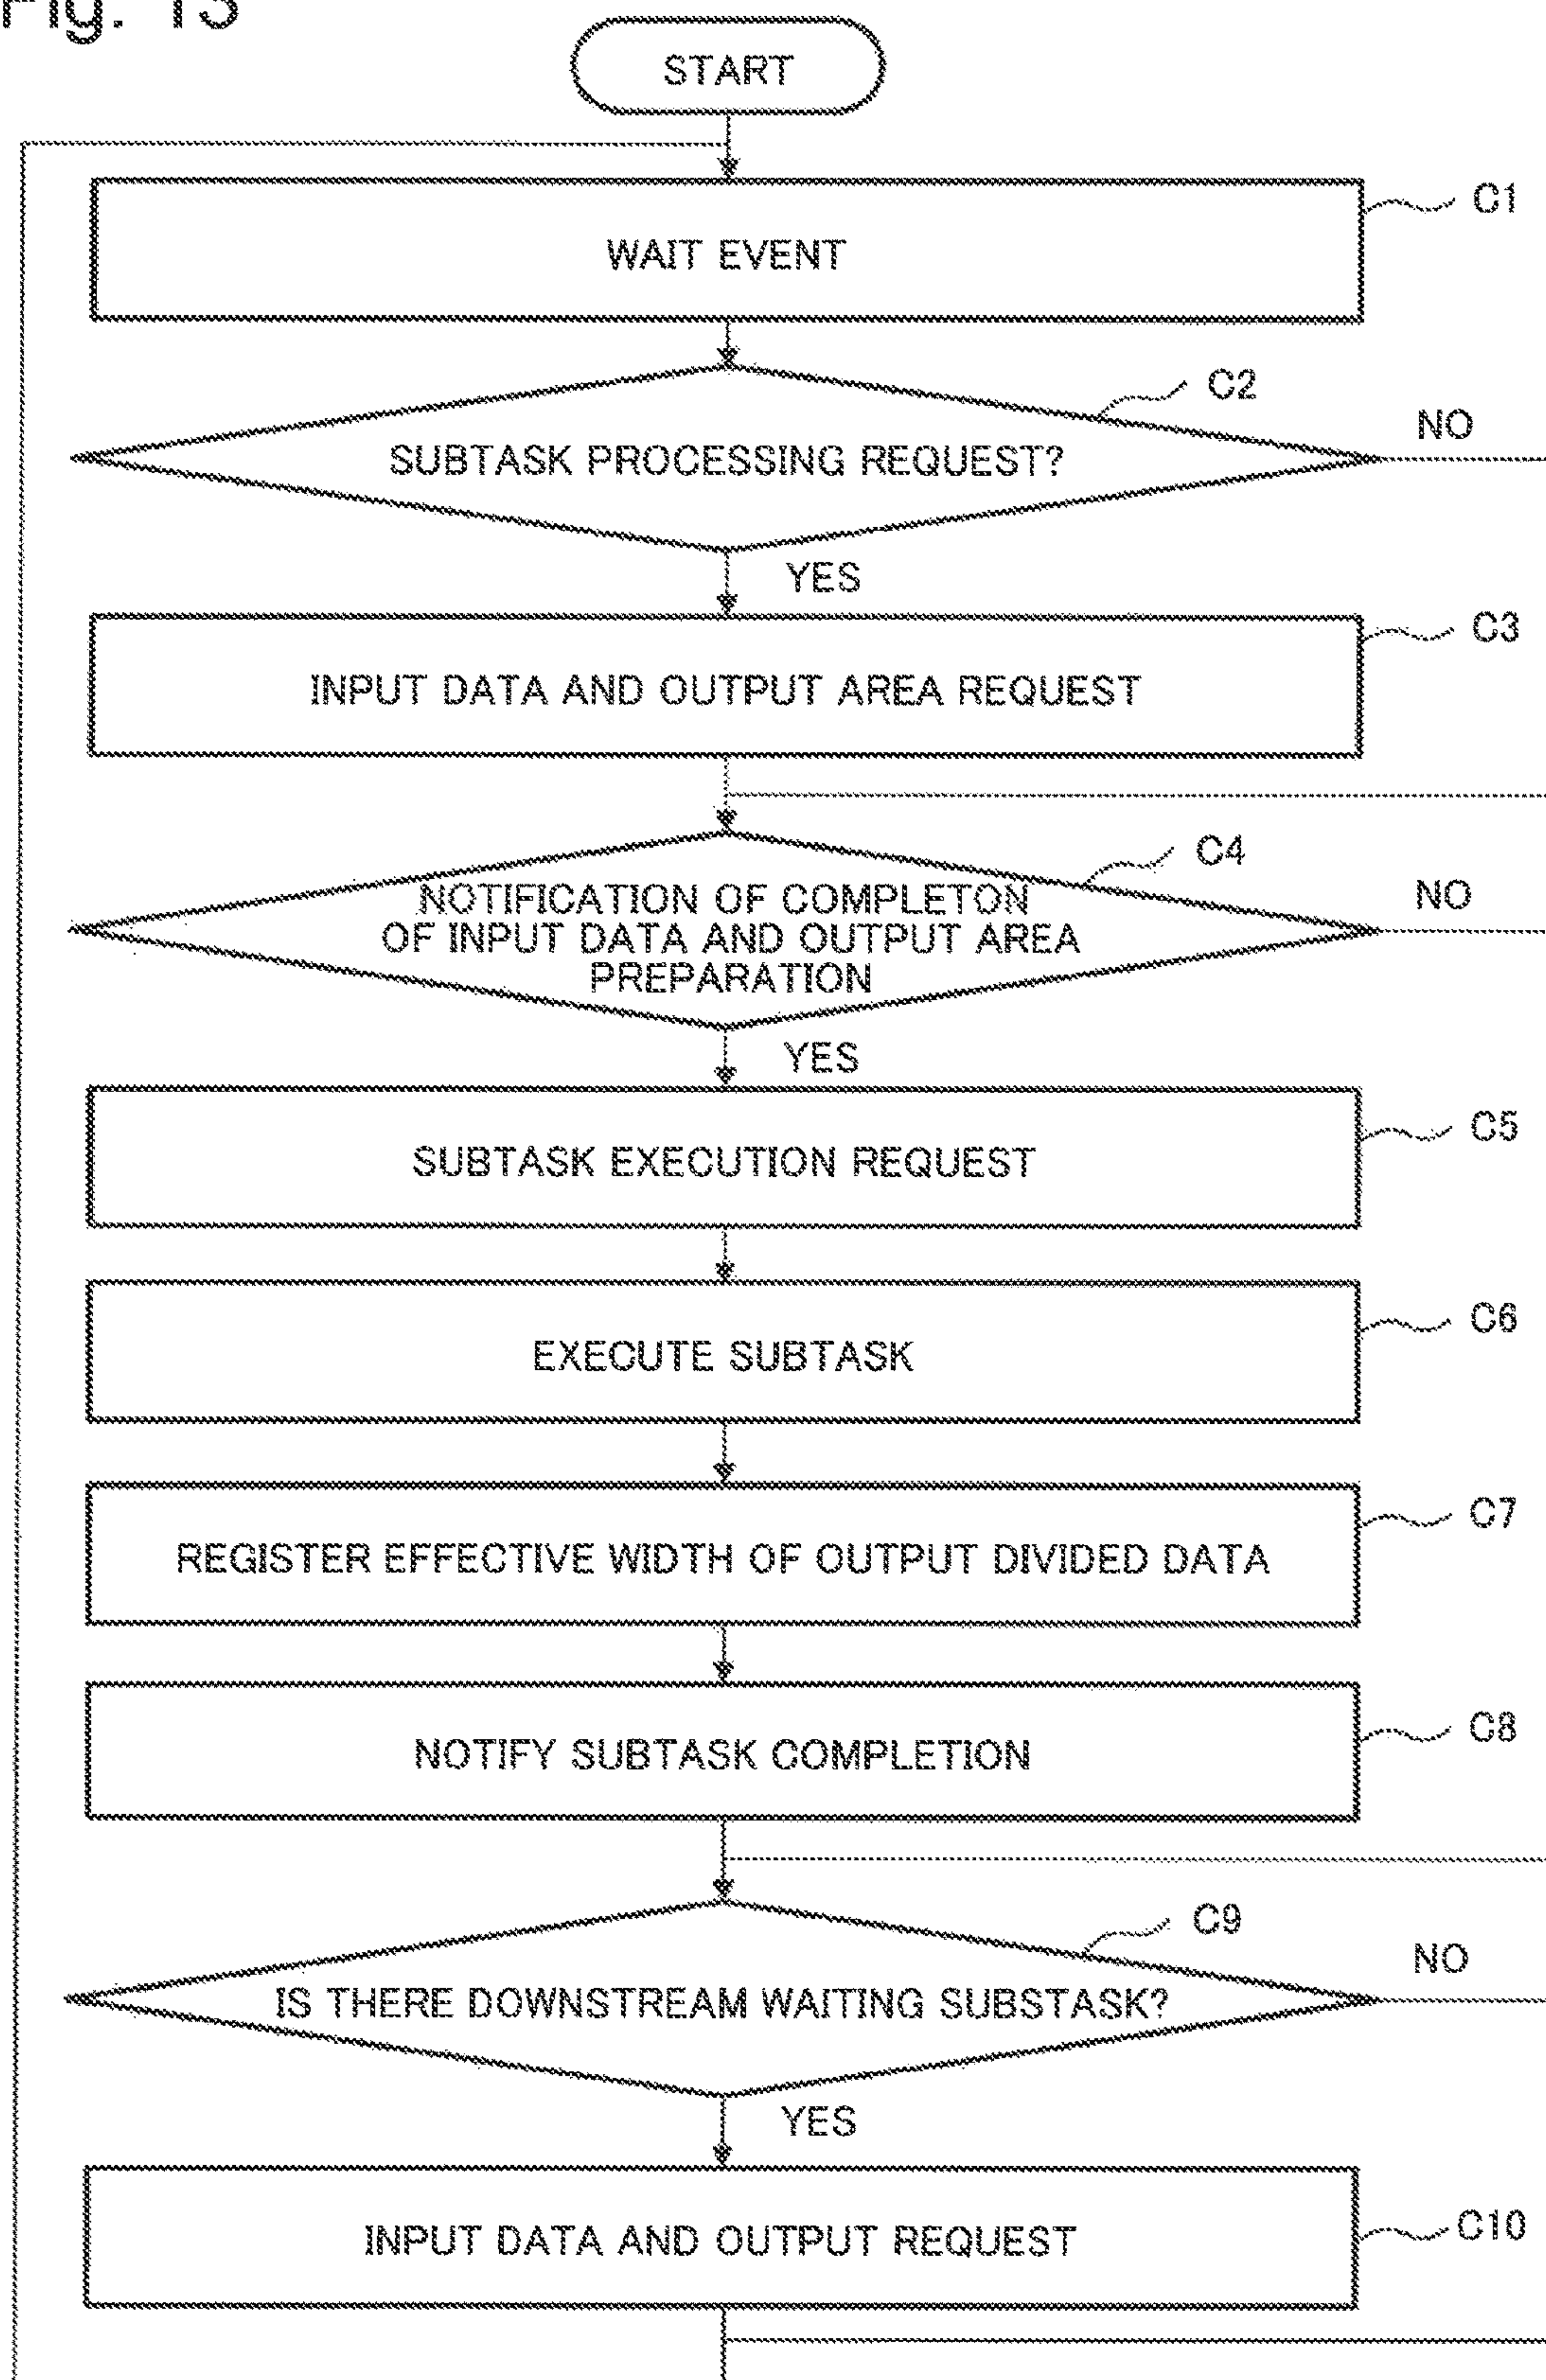 Fig. 13
START
WAIT EVENT
C1
SUBTASK PROCESSING REQUEST?
C2
NO
YES
INPUT DATA AND OUTPUT AREA REQUEST
C3
NOTIFICATION OF COMPLETON
OF INPUT DATA AND OUTPUT AREA
PREPARATION
C4
NO
YES
SUBTASK EXECUTION REQUEST
C5
EXECUTE SUBTASK
C6
REGISTER EFFECTIVE WIDTH OF OUTPUT DIVIDED DATA
C7
NOTIFY SUBTASK COMPLETION
C8
IS THERE DOWNSTREAM WAITING SUBSTASK?
C9
NO
YES
INPUT DATA AND OUTPUT REQUEST
C10